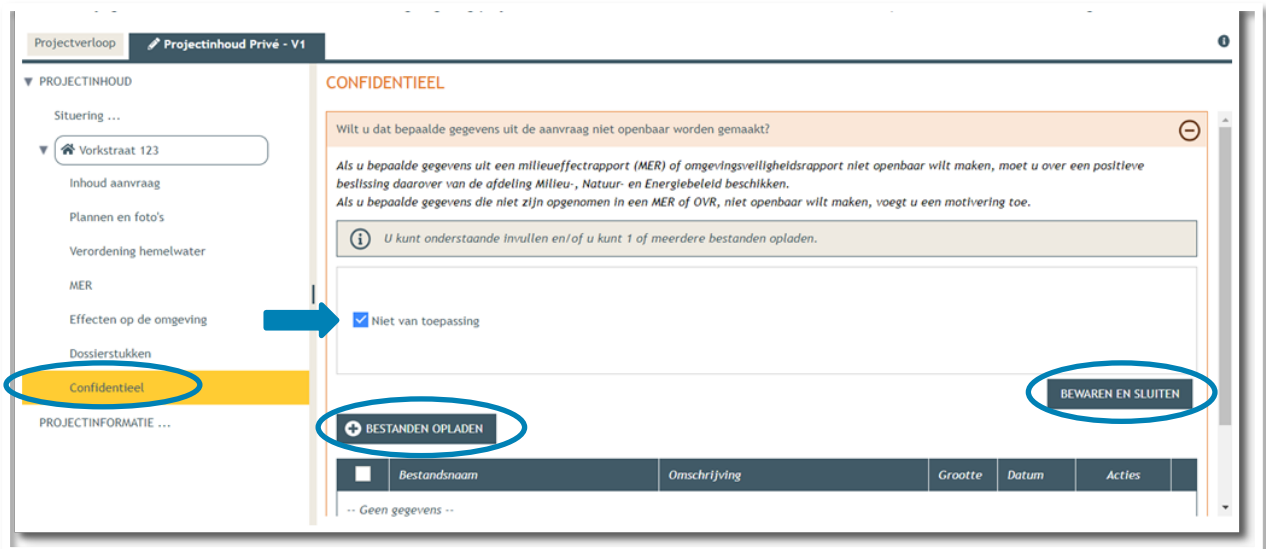 Projectverloop
Projectinhoud Privé - V1
PROJECTINHOUD
Situering ...
Vorkstraat 123
Inhoud aanvraag
Plannen en foto's
Verordening hemelwater
MER
Effecten op de omgeving
Dossierstukken
Confidentieel
PROJECTINFORMATIE ...
CONFIDENTIEEL
Wilt u dat bepaalde gegevens uit de aanvraag niet openbaar worden gemaakt?
Als u bepaalde gegevens uit een milieueffectrapport (MER) of omgevingsveiligheidsrapport niet openbaar wilt maken, moet u over een positieve
beslissing daarover van de afdeling Milieu-, Natuur- en Energiebeleid beschikken.
Als u bepaalde gegevens die niet zijn opgenomen in een MER of OVR, niet openbaar wilt maken, voegt u een motivering toe.
U kunt onderstaande invullen en/of u kunt 1 of meerdere bestanden opladen.
Niet van toepassing
BEWAREN EN SLUITEN
BESTANDEN OPLADEN
Bestandsnaam Omschrijving Grootte Datum Acties
-- Geen gegevens --